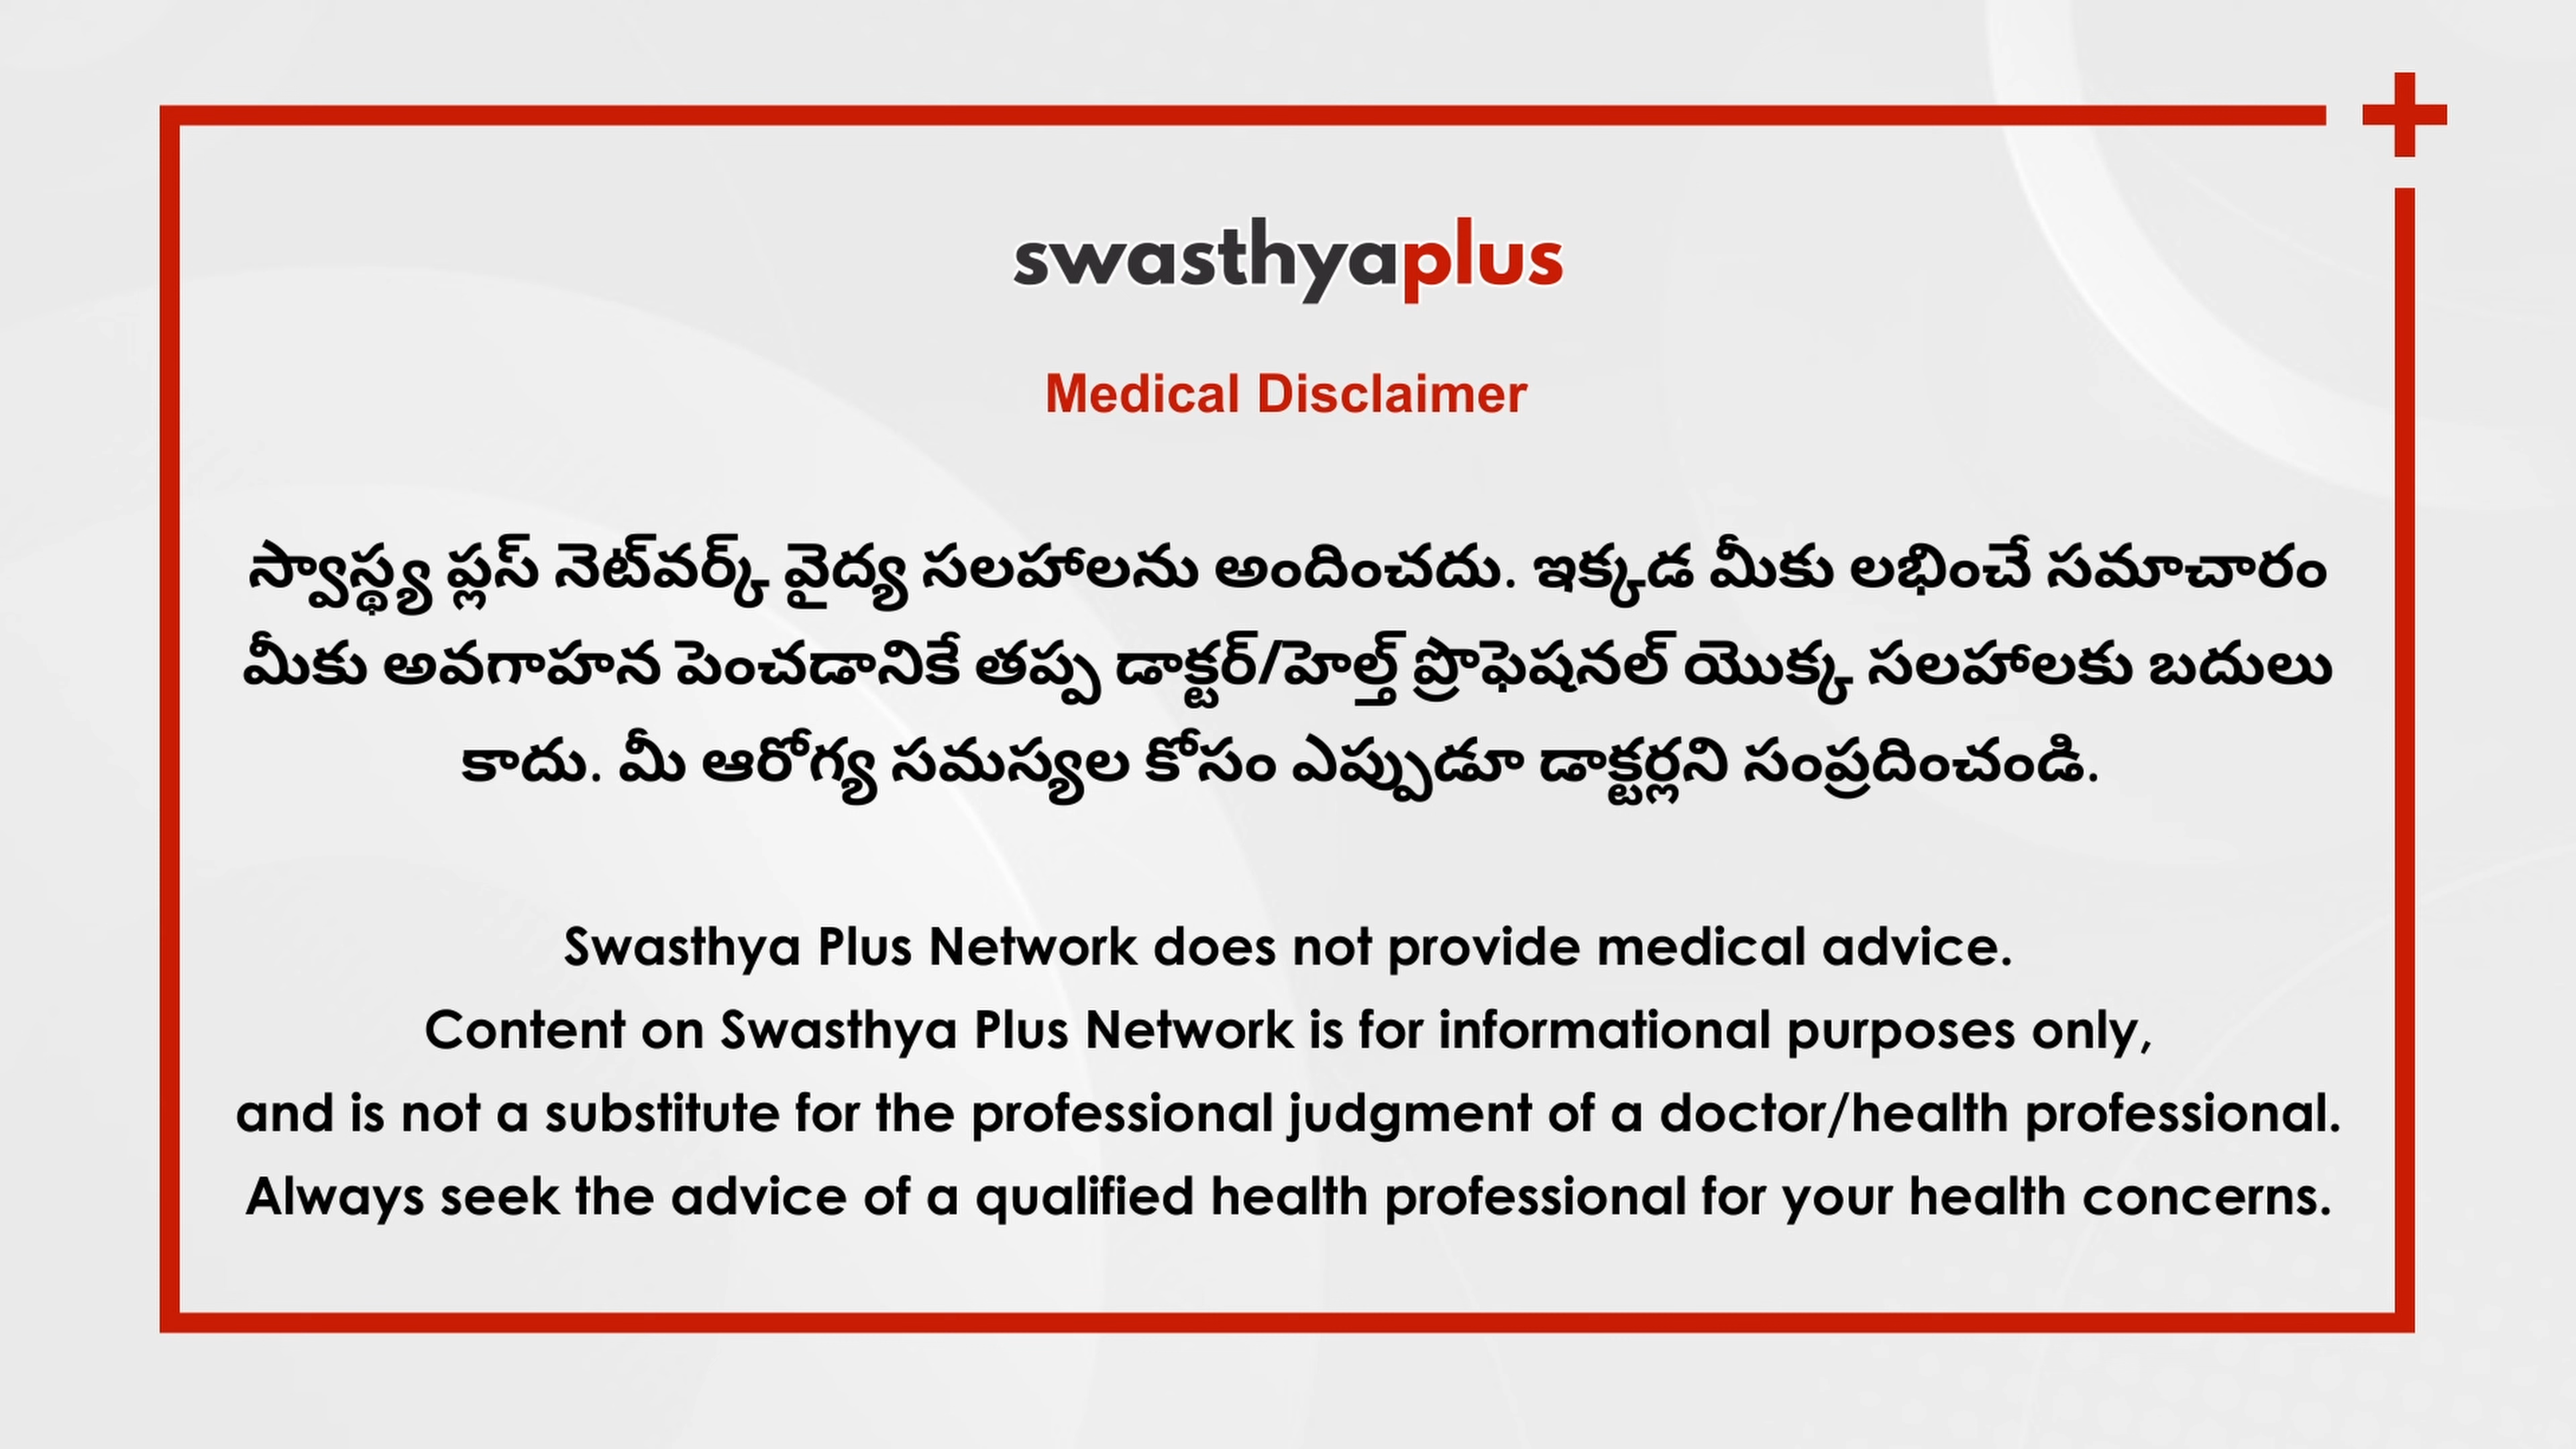 swasthyaplus
Medical Disclaimer
స్వాస్థ్య ప్లస్ నెట్‌వర్క్ వైద్య సలహాలను అందించదు. ఇక్కడ మీకు లభించే సమాచారం
మీకు అవగాహన పెంచడానికే తప్ప డాక్టర్/హెల్త్ ప్రొఫెషనల్ యొక్క సలహాలకు బదులు
కాదు. మీ ఆరోగ్య సమస్యల కోసం ఎప్పుడూ డాక్టర్లని సంప్రదించండి.
Swasthya Plus Network does not provide medical advice.
Content on Swasthya Plus Network is for informational purposes only,
and is not a substitute for the professional judgment of a doctor/health professional.
Always seek the advice of a qualified health professional for your health concerns.